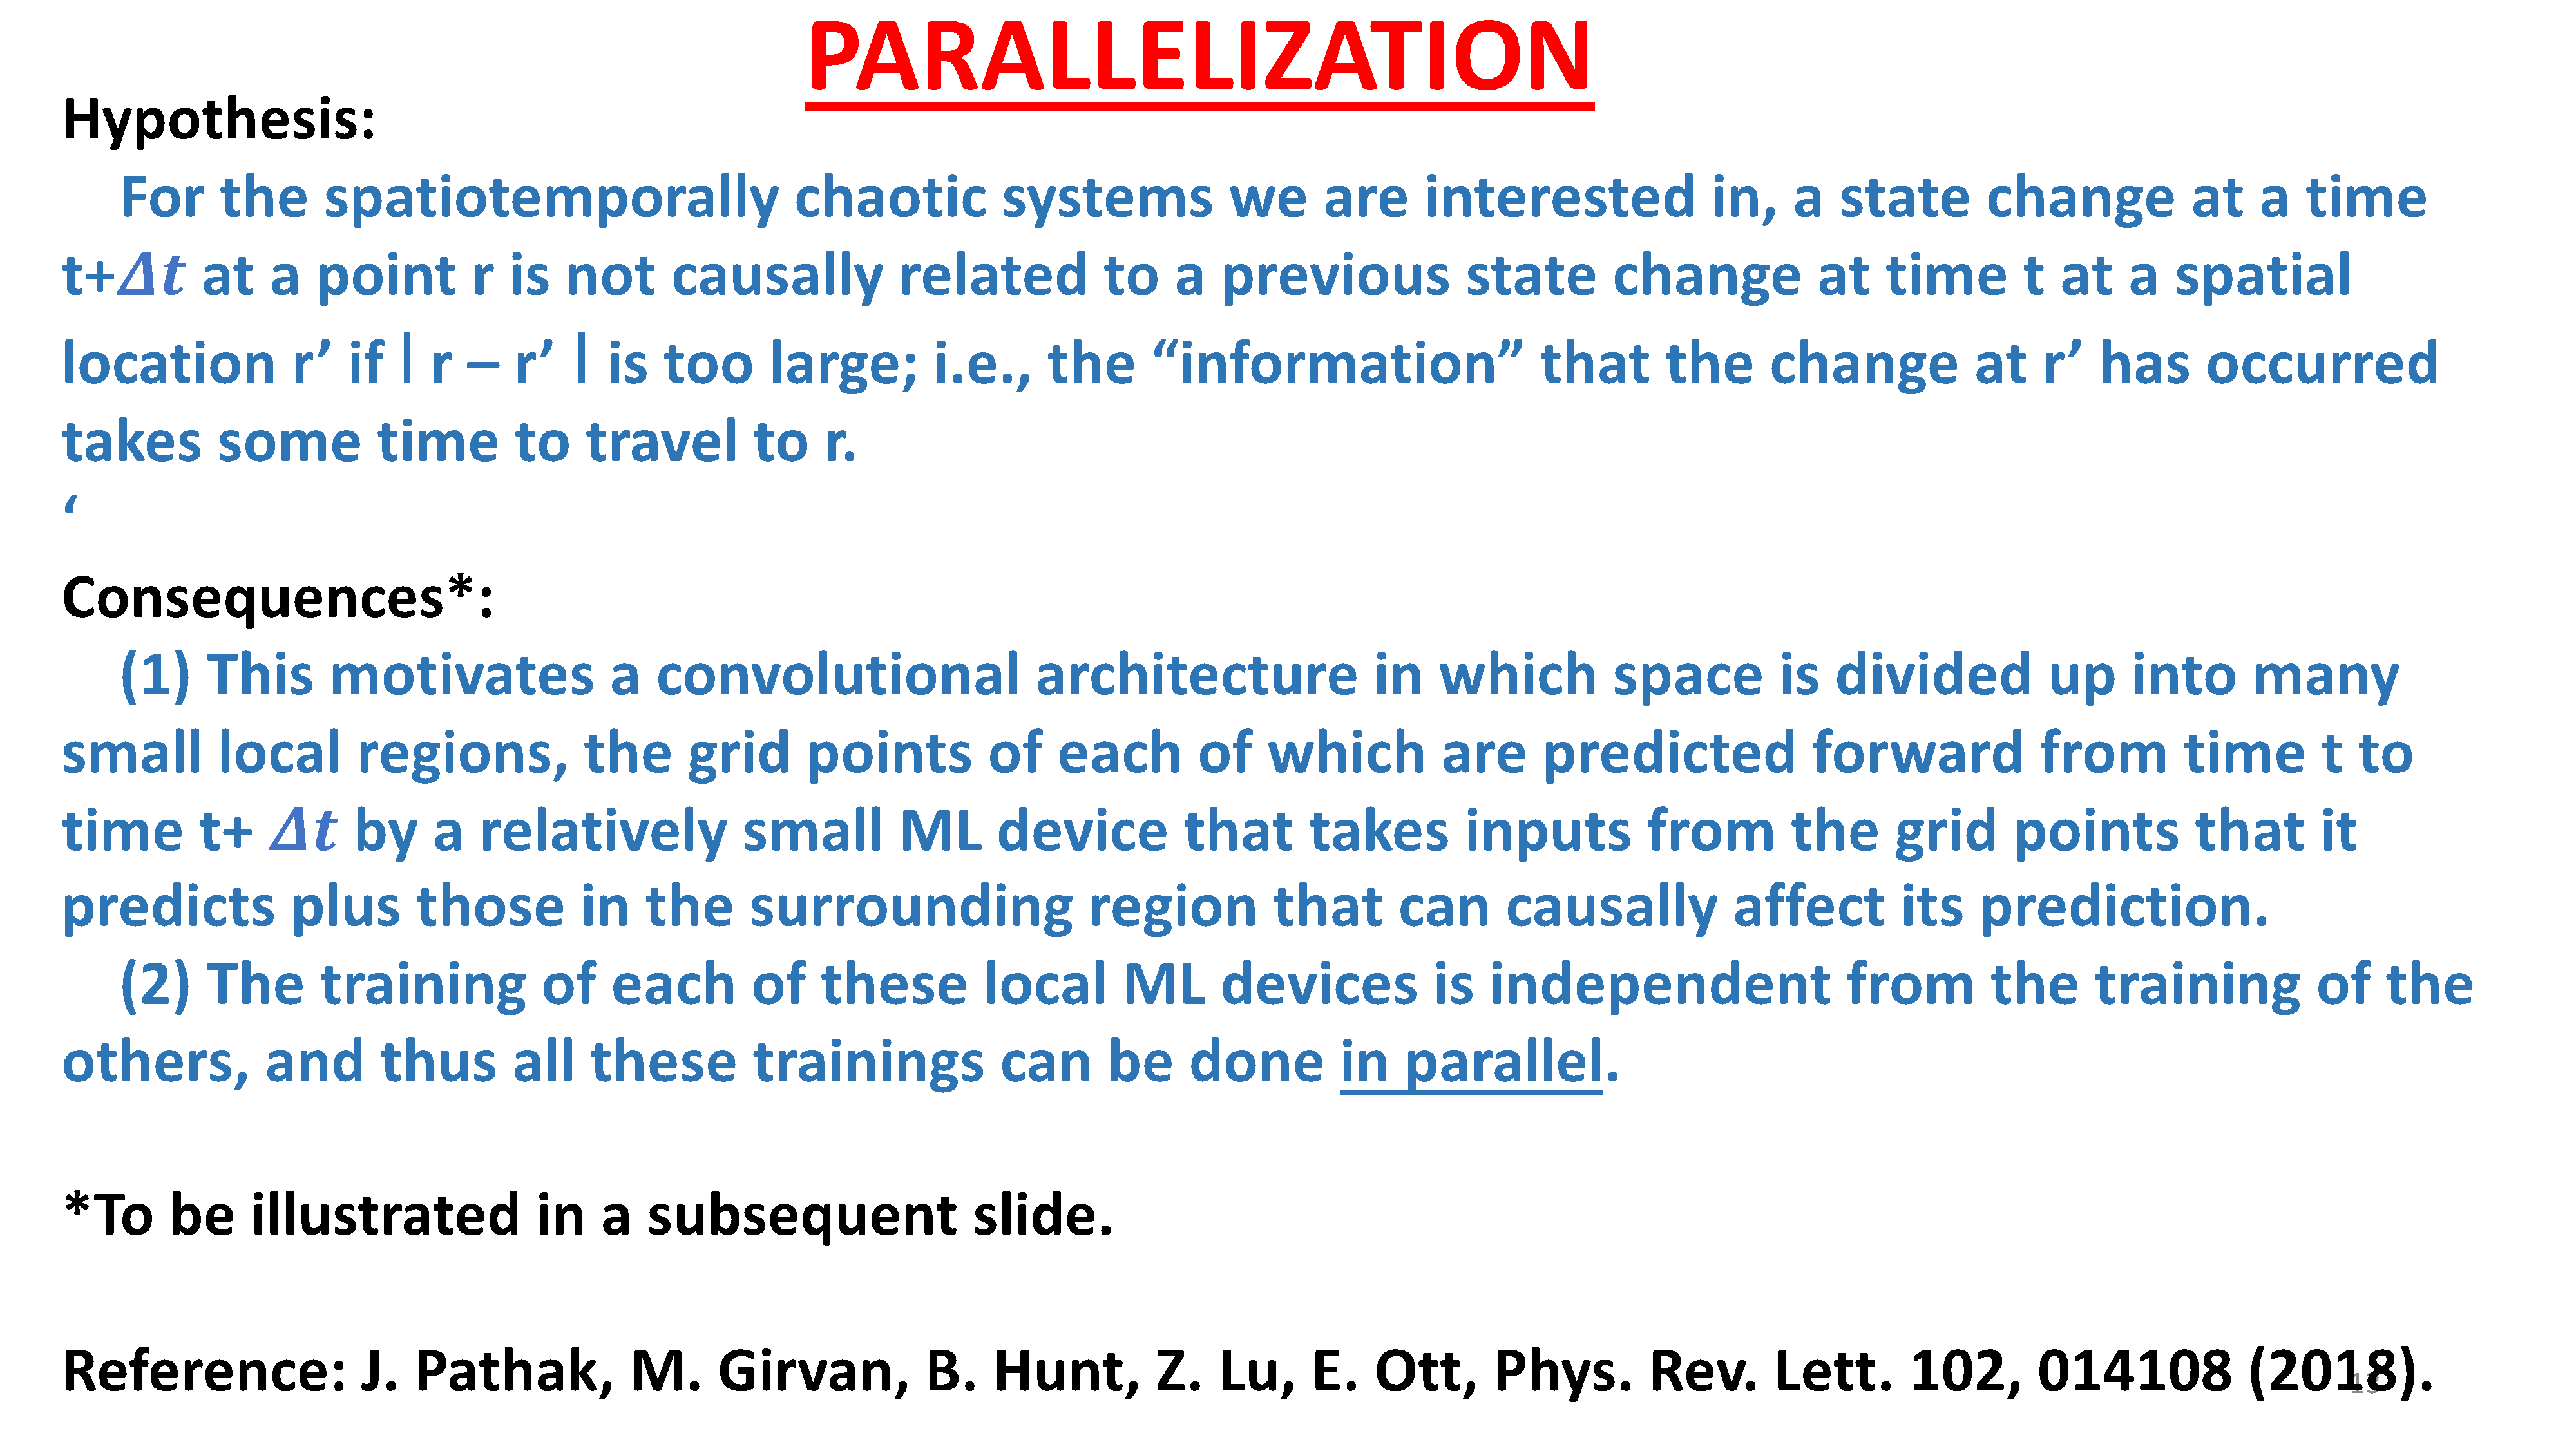 PARALLELIZATION
Hypothesis:
For the spatiotemporally chaotic systems we are interested in, a state change at a time
t+Δt at a point r is not causally related to a previous state change at time t at a spatial
location r’ if | r – r’ | is too large; i.e., the “information” that the change at r’ has occurred
takes some time to travel to r.
‘
Consequences*:
(1) This motivates a convolutional architecture in which space is divided up into many
small local regions, the grid points of each of which are predicted forward from time t to
time t+ Δt by a relatively small ML device that takes inputs from the grid points that it
predicts plus those in the surrounding region that can causally affect its prediction.
(2) The training of each of these local ML devices is independent from the training of the
others, and thus all these trainings can be done in parallel.
*To be illustrated in a subsequent slide.
Reference: J. Pathak, M. Girvan, B. Hunt, Z. Lu, E. Ott, Phys. Rev. Lett. 102, 014108 (2018).